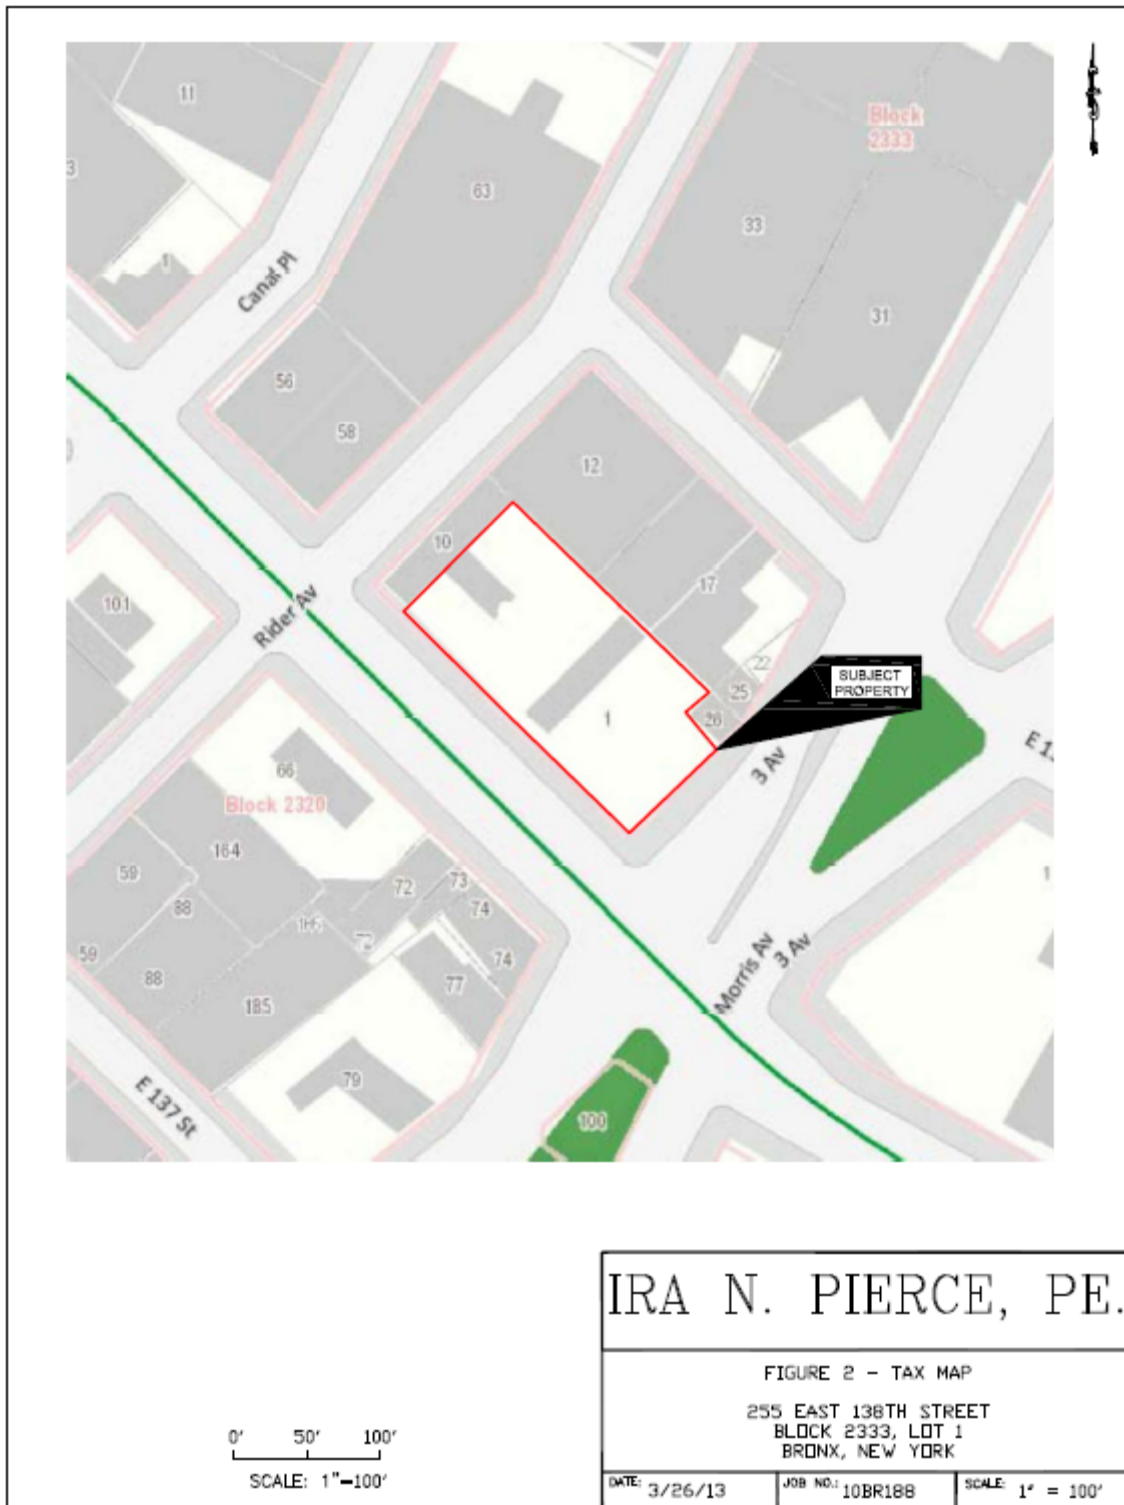 11
Block
2333
3
63
33
1
Canal Pl
31
56
58
12
10
17
101
Rider Av
22
SUBJECT
PROPERTY
25
26
1
3 Av
66
Block 2320
164
59
72
73
88
74
72
59
88
74
77
185
Morris Av
3 Av
1
79
E 137 St
100
IRA N. PIERCE, PE.
FIGURE 2 - TAX MAP
255 EAST 138TH STREET
BLOCK 2333, LOT 1
BRONX, NEW YORK
0' 50' 100'
SCALE: 1"=100'
DATE: 3/26/13 JOB NO.: 10BR188 SCALE: 1" = 100'